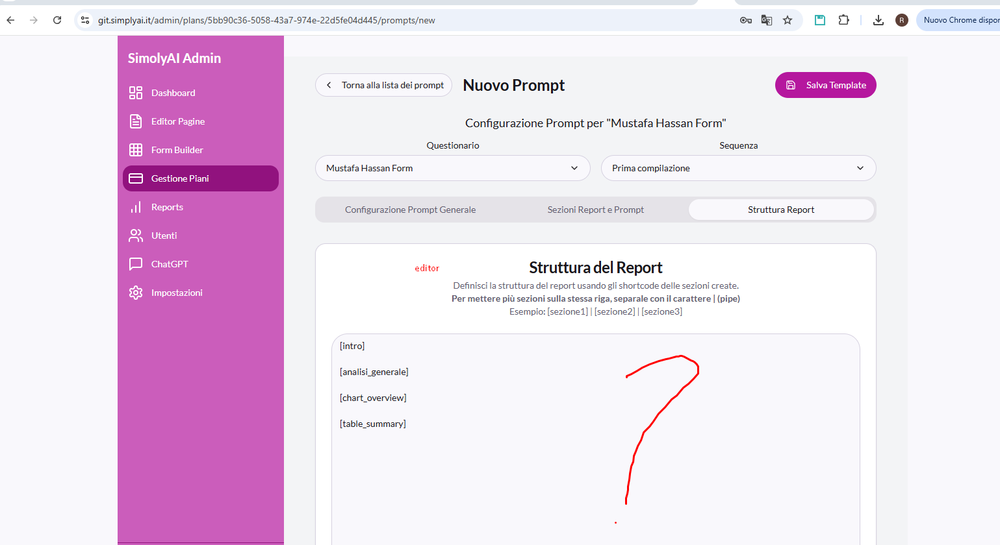 git.simplyai.it/admin/plans/5bb90c36-5058-43a7-974e-22d5fe04d445/prompts/new
R
Nuovo Chrome dispor
SimolyAI Admin
Dashboard
Editor Pagine
Form Builder
Gestione Piani
Reports
Utenti
ChatGPT
Impostazioni
Torna alla lista dei prompt
Nuovo Prompt
Salva Template
Configurazione Prompt per "Mustafa Hassan Form"
Questionario
Sequenza
Mustafa Hassan Form
Prima compilazione
Configurazione Prompt Generale
Sezioni Report e Prompt
Struttura Report
editor
Struttura del Report
Definisci la struttura del report usando gli shortcode delle sezioni create.
Per mettere più sezioni sulla stessa riga, separale con il carattere | (pipe)
Esempio: [sezione1] | [sezione2] | [sezione3]
[intro]
[analisi_generale]
[chart_overview]
[table_summary]
?